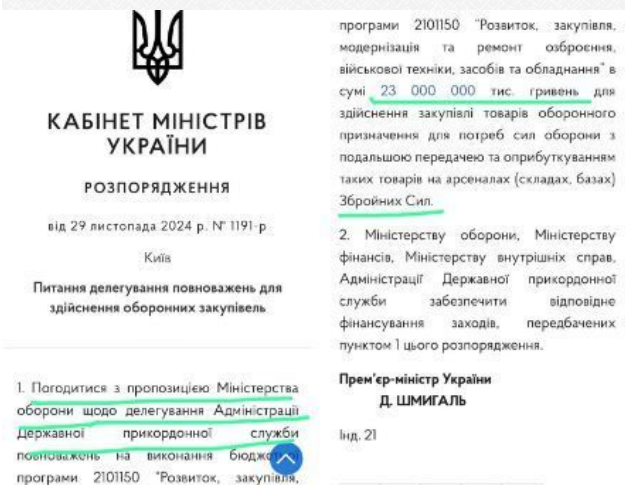 КАБІНЕТ МІНІСТРІВ
УКРАЇНИ
РОЗПОРЯДЖЕННЯ
від 29 листопада 2024 р. № 1191-р
Київ
Питання делегування повноважень для
здійснення оборонних закупівель
1. Погодитися з пропозицією Міністерства
оборони щодо делегування Адміністрації
Державної прикордонної служби
повноважень на виконання бюджетної
програми 2101150 "Розвиток, закупівля,
програми 2101150 "Розвиток, закупівля,
модернізація та ремонт озброєння,
військової техніки, засобів та обладнання" в
сумі 23 000 000 тис. гривень для
здійснення закупівлі товарів оборонного
призначення для потреб сил оборони з
подальшою передачею та оприбуткуванням
таких товарів на арсеналах (складах, базах)
Збройних Сил.
2. Міністерству оборони, Міністерству
фінансів, Міністерству внутрішніх справ,
Адміністрації Державної прикордонної
служби забезпечити відповідне
фінансування заходів, передбачених
пунктом 1 цього розпорядження.
Прем'єр-міністр України
Д. ШМИГАЛЬ
Інд. 21